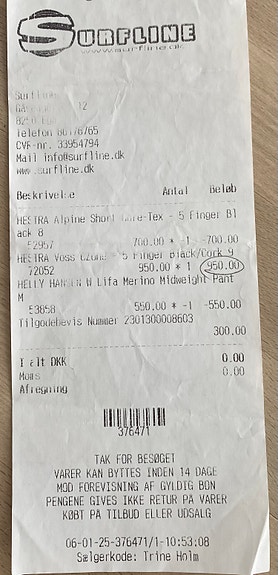 SURFLINE
www.surfline.dk
Surfline
12
Telefon 86176765
CVR-nr. 33954794
Mail info@surfline.dk
www.surfline.dk
Beskrivelse Antal Beløb
HESTRA Alpine Short Gore-Tex - 5 Finger Bl
ack 8
52957 700.00 * -1 -700.00
HESTRA Voss CZone - 5 Finger Black/Cork 9
72052 950.00 * 1 950.00
HELLY HANSEN W Lifa Merino Midweight Pant
M
53858 550.00 * -1 -550.00
Tilgodebevis Nummer 2301300008603
300.00
I alt DKK 0.00
Moms 0.00
Afregning
376471
TAK FOR BESØGET
VARER KAN BYTTES INDEN 14 DAGE
MOD FOREVISNING AF GYLDIG BON
PENGENE GIVES IKKE RETUR PÅ VARER
KØBT PÅ TILBUD ELLER UDSALG
06-01-25-376471/1-10:53:08
Sælgerkode: Trine Holm